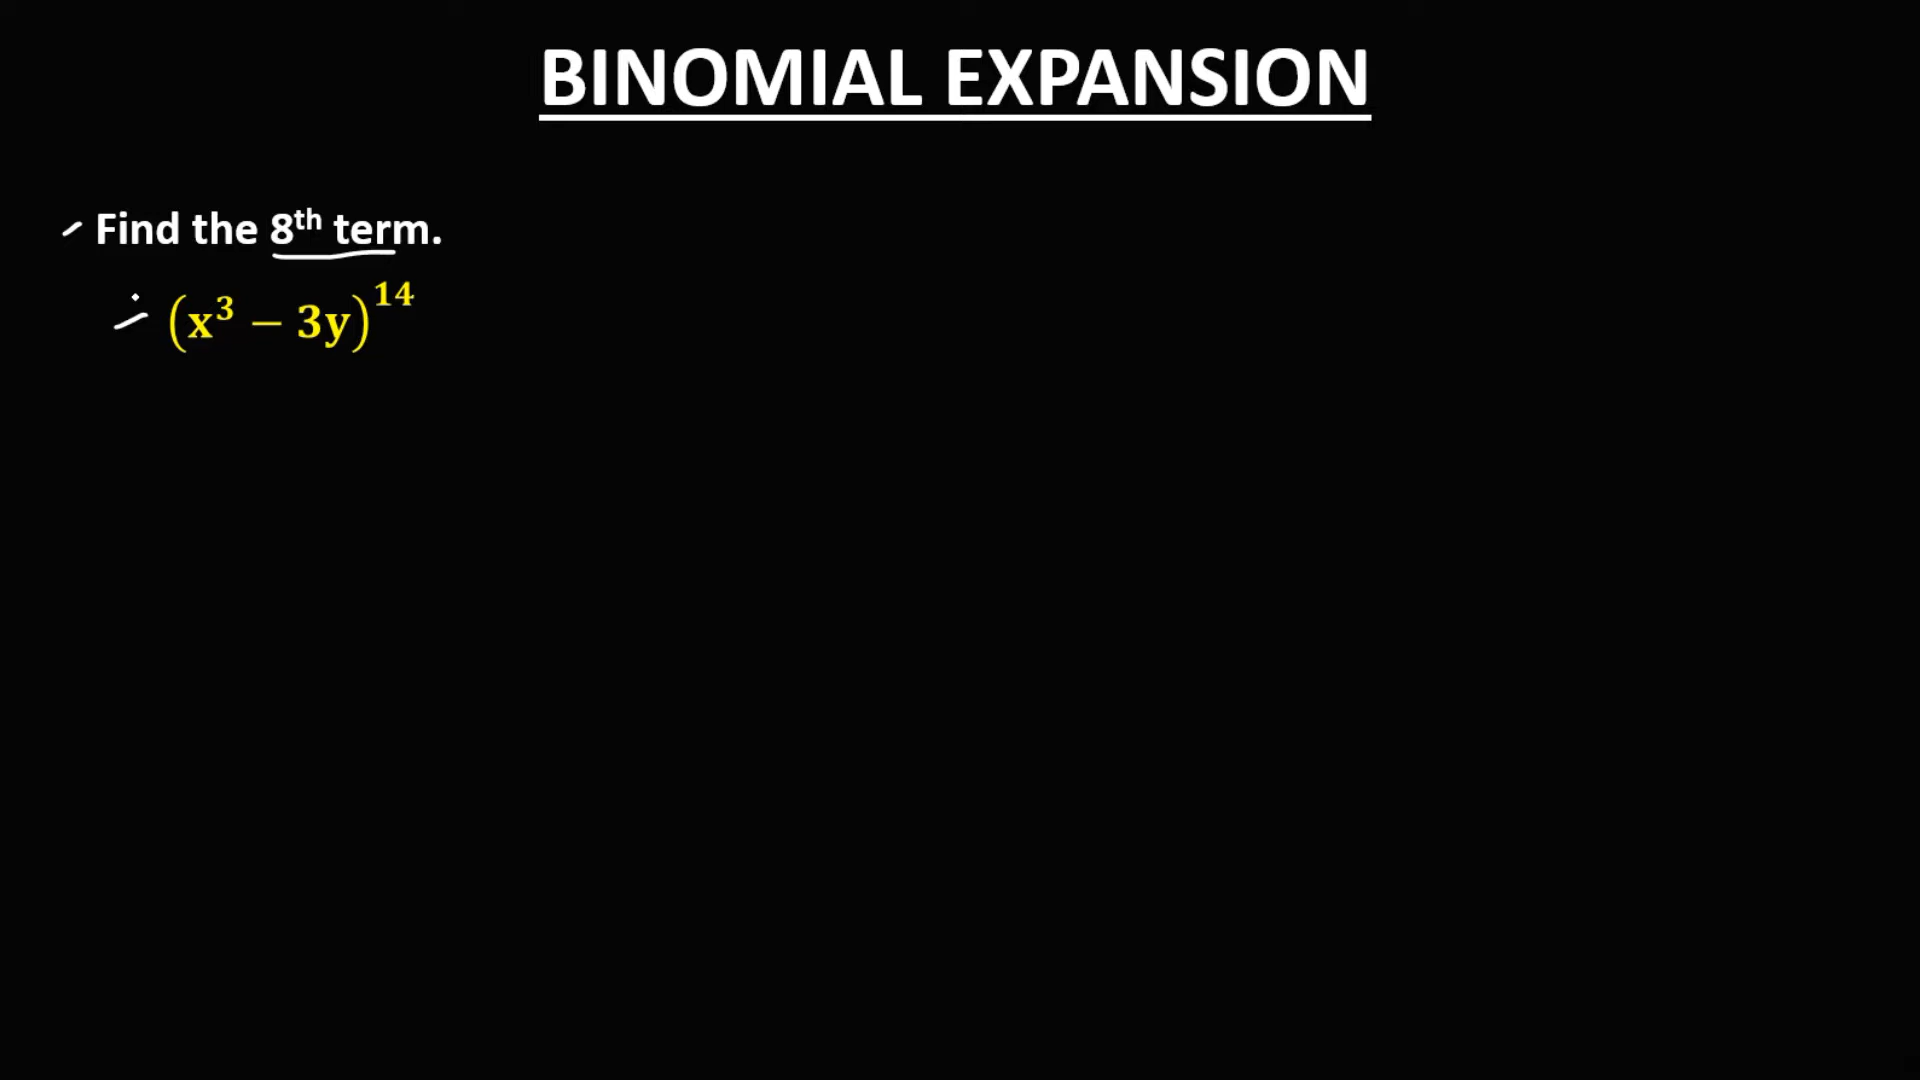 BINOMIAL EXPANSION
Find the 8th term.
(x³ − 3y)¹⁴